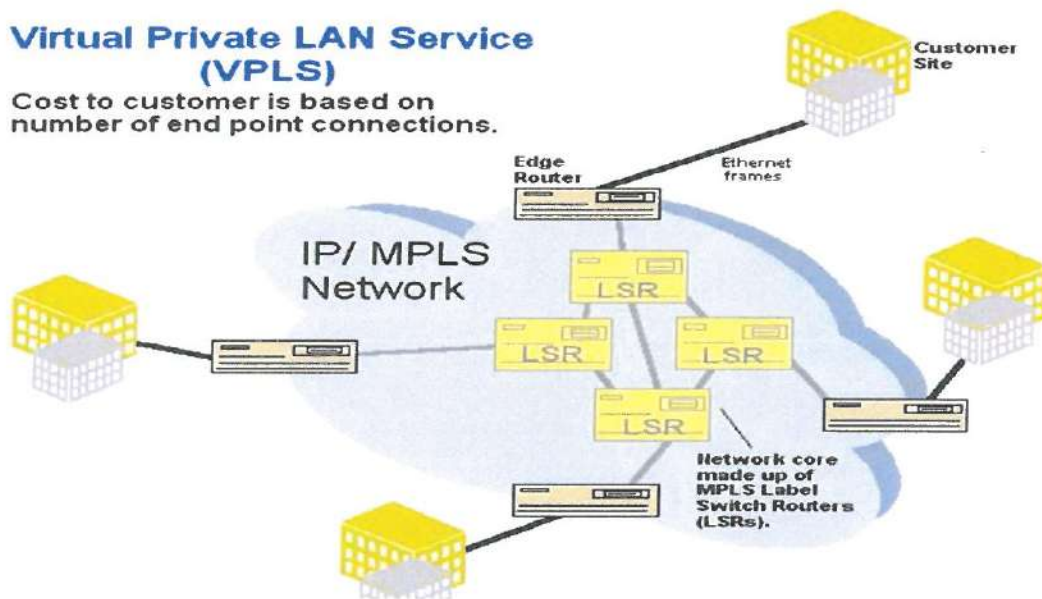 Virtual Private LAN Service
(VPLS)
Cost to customer is based on
number of end point connections.
Customer
Site
Edge
Router
Ethernet
frames
IP/ MPLS
Network
LSR
LSR
LSR
LSR
Network core
made up of
MPLS Label
Switch Routers
(LSRs).